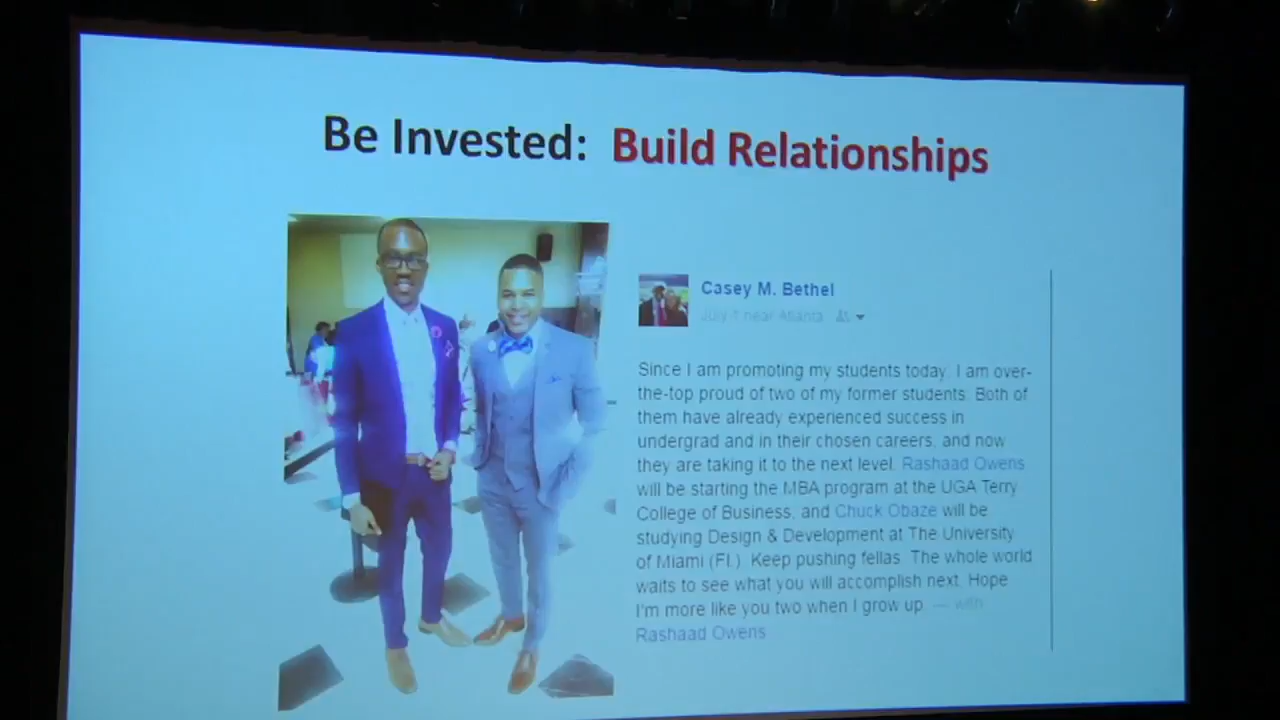 Be Invested: Build Relationships
Casey M. Bethel
July 1 near Atlanta
Since I am promoting my students today, I am over-
the-top proud of two of my former students. Both of
them have already experienced success in
undergrad and in their chosen careers, and now
they are taking it to the next level. Rashaad Owens
will be starting the MBA program at the UGA Terry
College of Business, and Chuck Obaze will be
studying Design & Development at The University
of Miami (FL). Keep pushing fellas. The whole world
waits to see what you will accomplish next. Hope
I'm more like you two when I grow up. — with
Rashaad Owens